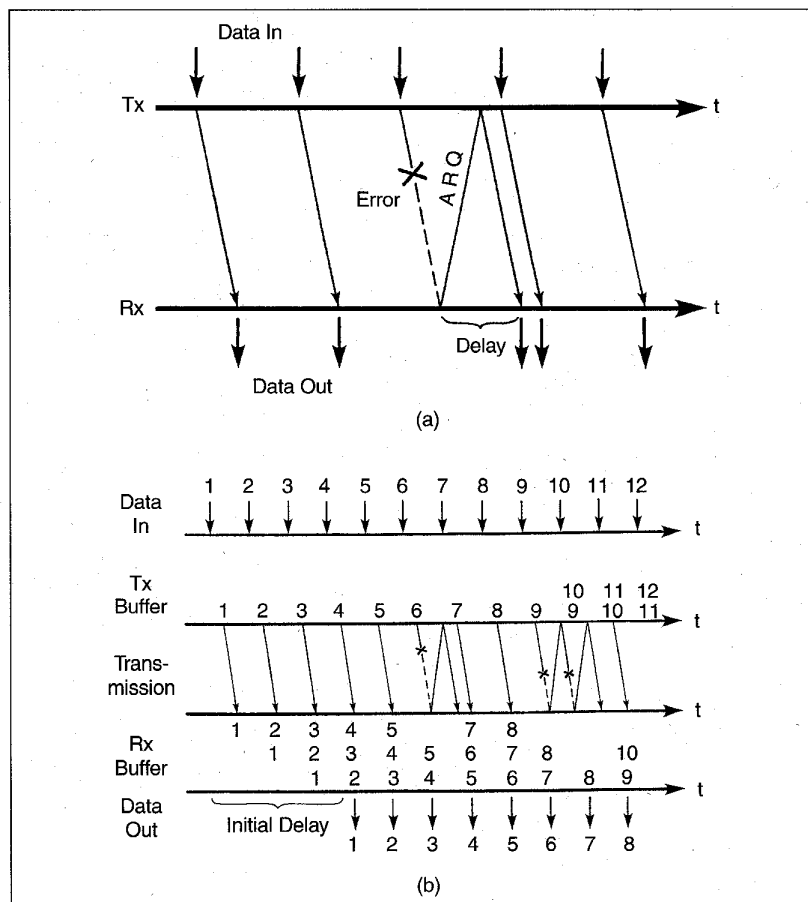 Data In
Tx t
Error
ARQ
Rx t
Delay
Data Out
(a)
1 2 3 4 5 6 7 8 9 10 11 12
Data
In
t
Tx
Buffer
10 11 12
1 2 3 4 5 6 7 8 9 9 10 11
t
Trans-
mission
t
1 2 3 4 5 7 8
Rx
Buffer
1 2 3 4 5 6 7 8 10
1 2 3 4 5 6 7 8 9
t
Data
Out
Initial Delay
1 2 3 4 5 6 7 8
(b)